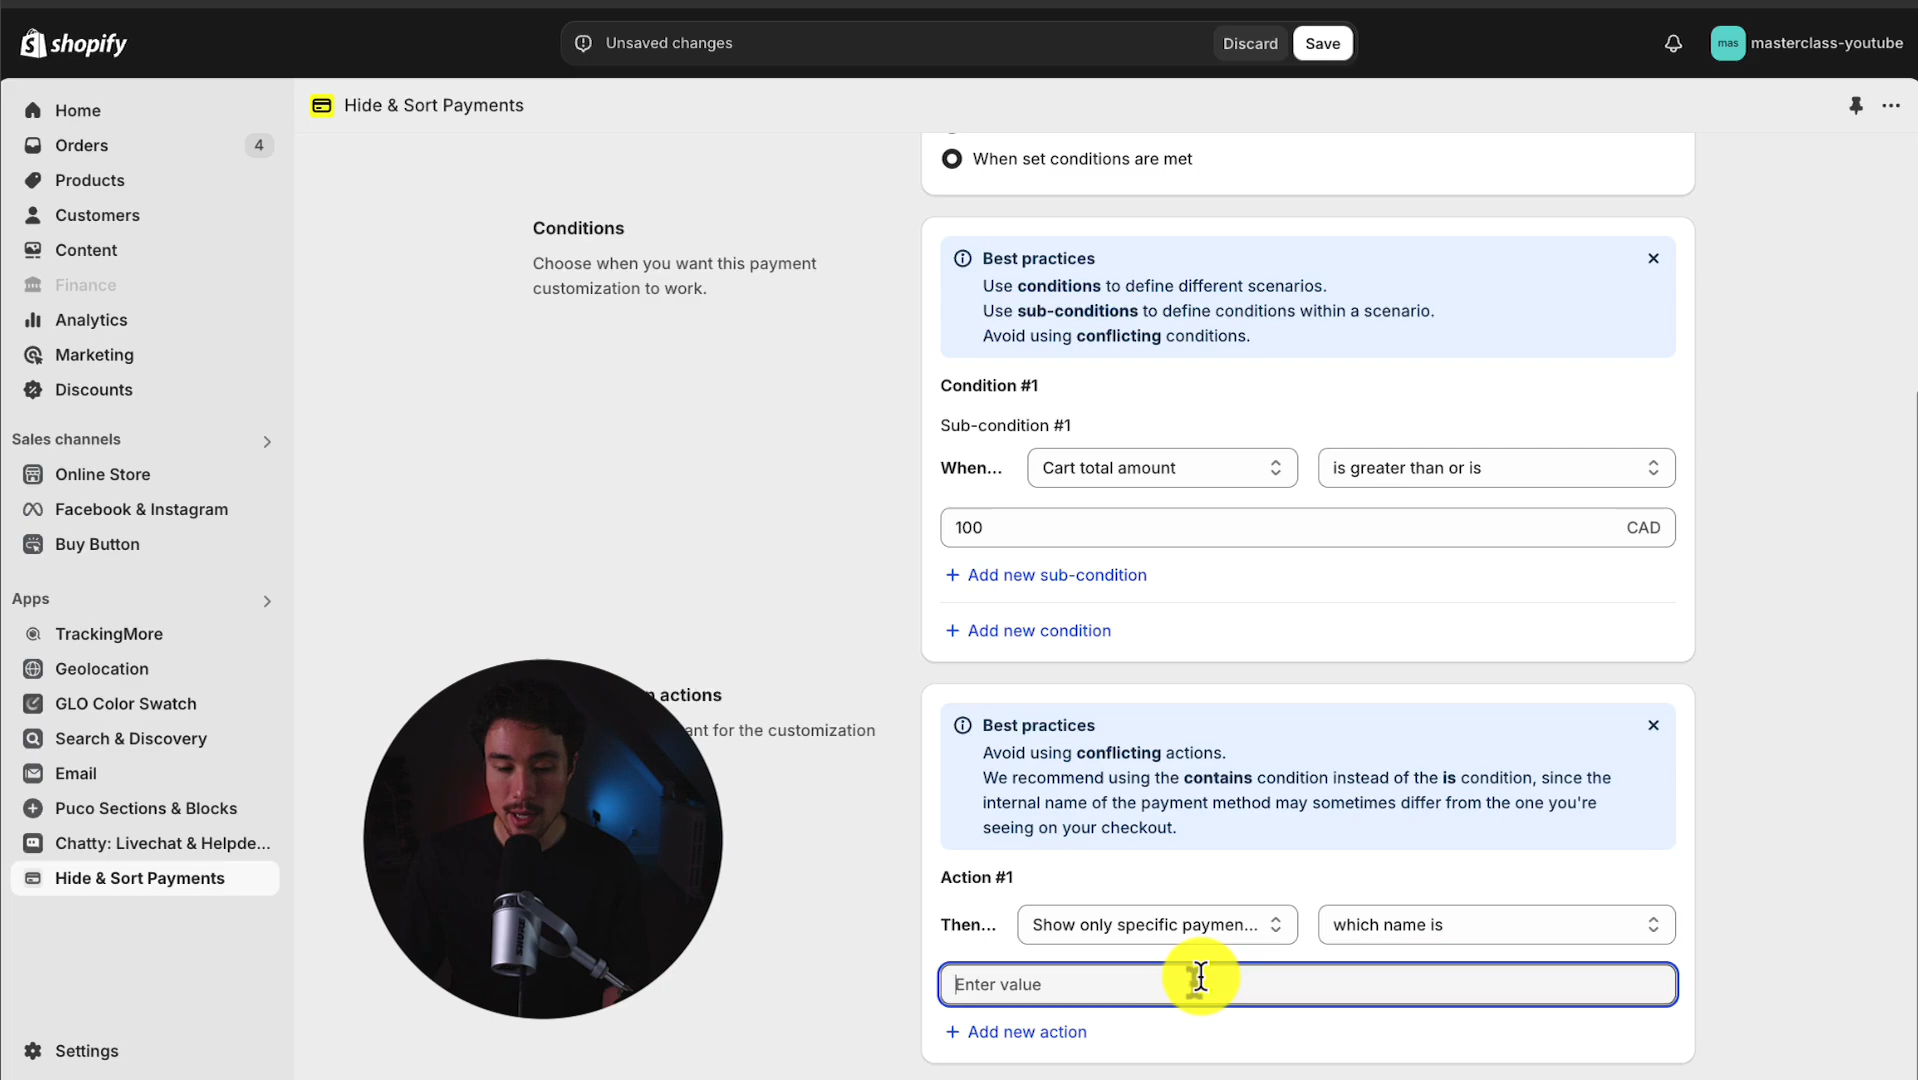 shopify
Unsaved changes
Discard
Save
mas
masterclass-youtube
Home
Orders
4
Products
Customers
Content
Finance
Analytics
Marketing
Discounts
Sales channels
Online Store
Facebook & Instagram
Buy Button
Apps
TrackingMore
Geolocation
GLO Color Swatch
Search & Discovery
Email
Puco Sections & Blocks
Chatty: Livechat & Helpde...
Hide & Sort Payments
Settings
Hide & Sort Payments
When set conditions are met
Conditions
Choose when you want this payment
customization to work.
Best practices
Use conditions to define different scenarios.
Use sub-conditions to define conditions within a scenario.
Avoid using conflicting conditions.
Condition #1
Sub-condition #1
When...
Cart total amount
is greater than or is
100
CAD
+ Add new sub-condition
+ Add new condition
actions
ant for the customization
Best practices
Avoid using conflicting actions.
We recommend using the contains condition instead of the is condition, since the
internal name of the payment method may sometimes differ from the one you're
seeing on your checkout.
Action #1
Then...
Show only specific paymen...
which name is
Enter value
+ Add new action
SHURE